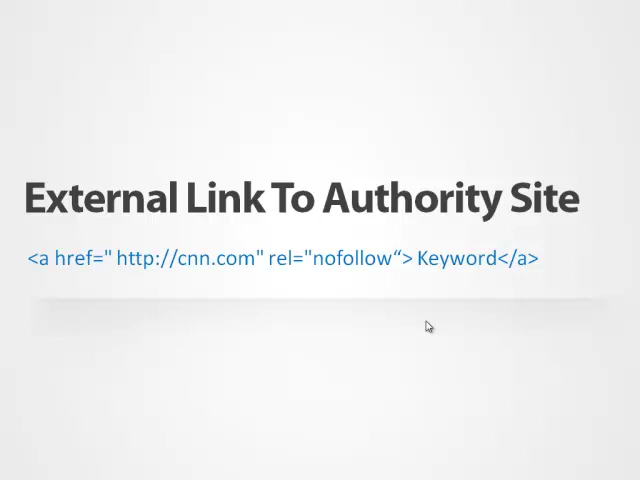 External Link To Authority Site
<a href=" http://cnn.com" rel="nofollow“> Keyword</a>